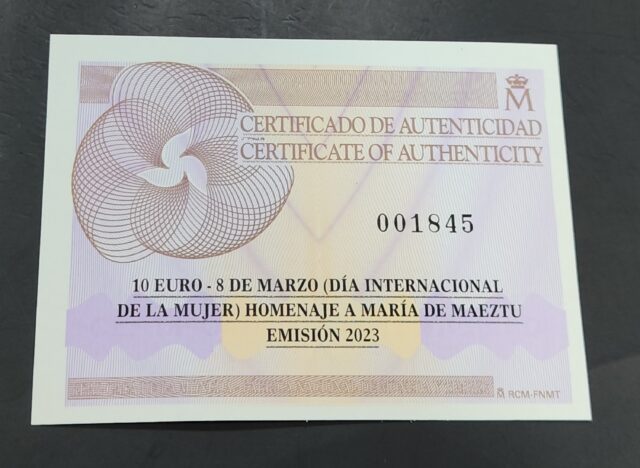 M
CERTIFICADO DE AUTENTICIDAD
CERTIFICATE OF AUTHENTICITY
001845
10 EURO - 8 DE MARZO (DÍA INTERNACIONAL
DE LA MUJER) HOMENAJE A MARÍA DE MAEZTU
EMISIÓN 2023
RCM-FNMT